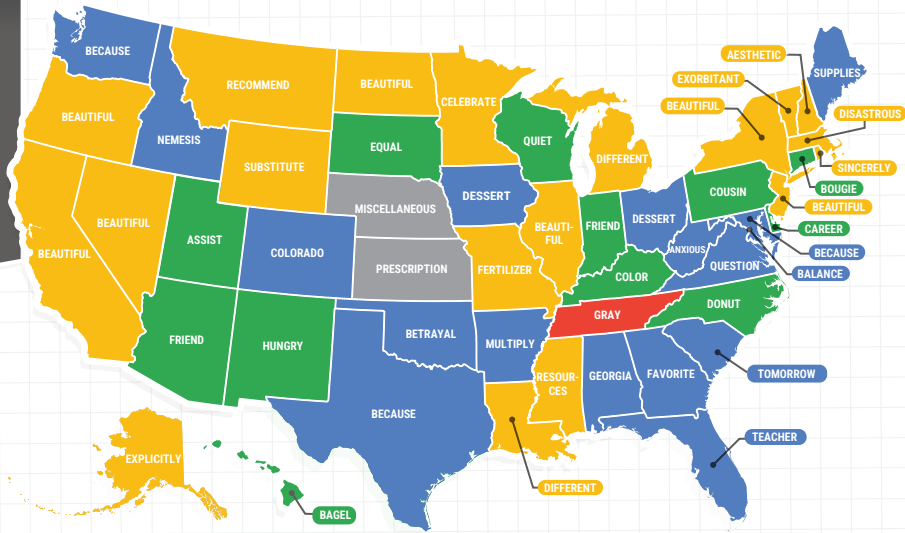 BECAUSE
AESTHETIC
SUPPLIES
EXORBITANT
RECOMMEND
BEAUTIFUL
CELEBRATE
BEAUTIFUL
DISASTROUS
BEAUTIFUL
NEMESIS
QUIET
EQUAL
DIFFERENT
SUBSTITUTE
SINCERELY
BOUGIE
COUSIN
DESSERT
MISCELLANEOUS
BEAUTIFUL
BEAUTIFUL
DESSERT
BEAUTI-
FUL
FRIEND
CAREER
ASSIST
COLORADO
BEAUTIFUL
ANXIOUS
BECAUSE
PRESCRIPTION
FERTILIZER
QUESTION
BALANCE
COLOR
DONUT
GRAY
BETRAYAL
FRIEND
HUNGRY
MULTIPLY
RESOUR-
CES
GEORGIA
FAVORITE
TOMORROW
BECAUSE
TEACHER
EXPLICITLY
DIFFERENT
BAGEL